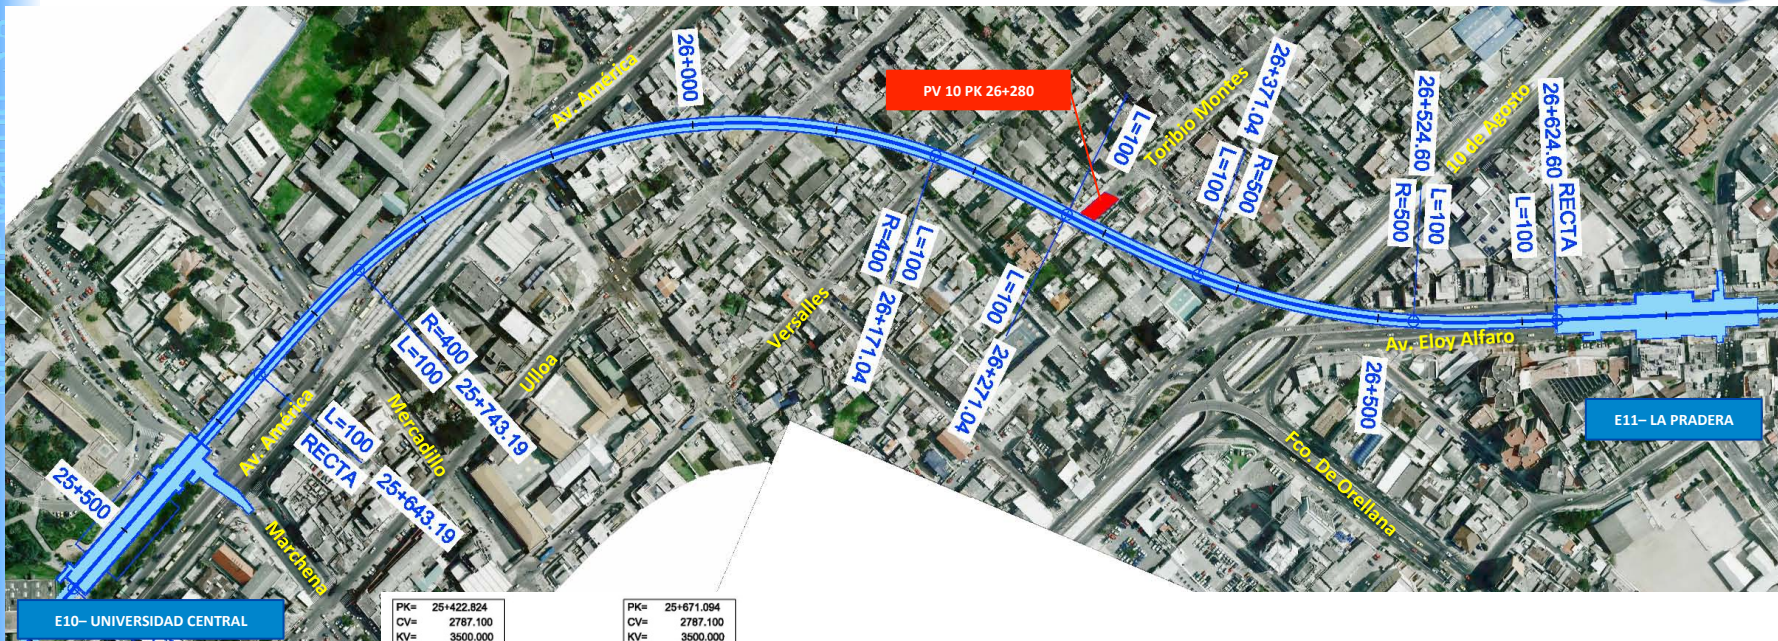 26+000
Av. América
PV 10 PK 26+280
L=100
Toribio Montes
26+371.04
L=100
R=500
26+524.60
R=500
L=100
10 de Agosto
26+624.60
RECTA
L=100
R=400
L=100
26+171.04
L=100
26+271.04
Versalles
R=400
L=100
25+743.19
Ulloa
Mercadillo
Av. América
L=100
RECTA
25+643.19
25+500
Marchena
Av. Eloy Alfaro
26+500
Fco. De Orellana
E11– LA PRADERA
E10– UNIVERSIDAD CENTRAL
PK= 25+422.824
CV= 2787.100
KV= 3500.000
PK= 25+671.094
CV= 2787.100
KV= 3500.000